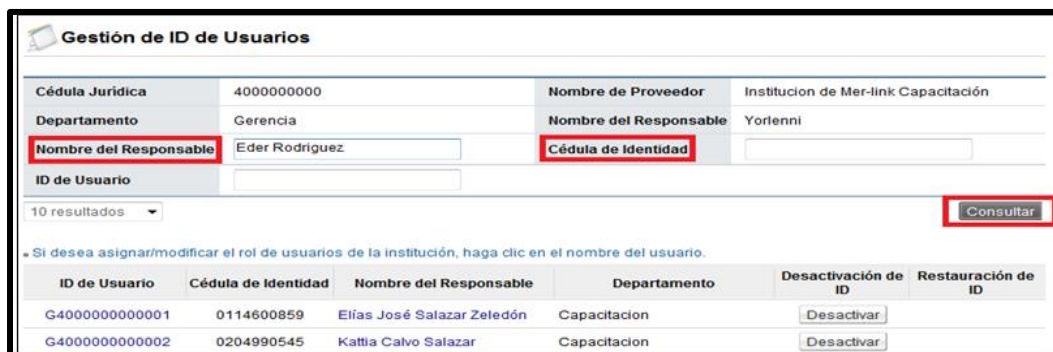 Gestión de ID de Usuarios
Cédula Jurídica 4000000000 Nombre de Proveedor Institucion de Mer-link Capacitación
Departamento Gerencia Nombre del Responsable Yorlenni
Nombre del Responsable Eder Rodriguez Cédula de Identidad
ID de Usuario
10 resultados Consultar
Si desea asignar/modificar el rol de usuarios de la institución, haga clic en el nombre del usuario.
ID de Usuario Cédula de Identidad Nombre del Responsable Departamento Desactivación de ID Restauración de ID
G4000000000001 0114600859 Elías José Salazar Zeledón Capacitacion Desactivar
G4000000000002 0204990545 Kattia Calvo Salazar Capacitacion Desactivar